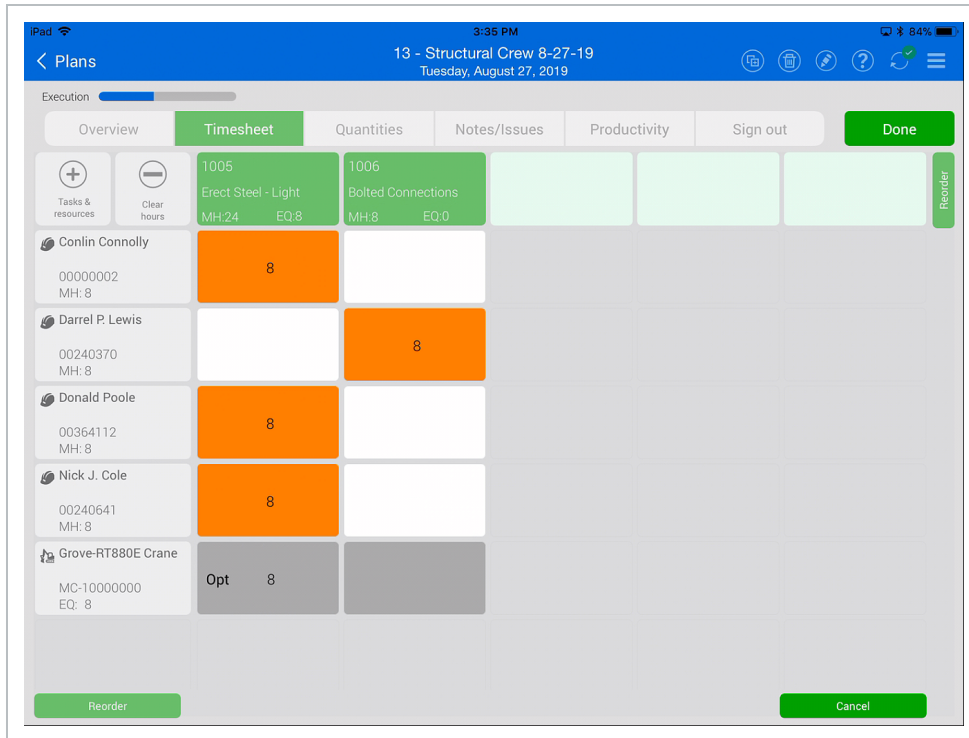 iPad 3:35 PM 84%
Plans
13 - Structural Crew 8-27-19
Tuesday, August 27, 2019
Execution
Overview Timesheet Quantities Notes/Issues Productivity Sign out Done
Tasks &
resources
Clear
hours
1005
Erect Steel - Light
MH:24 EQ:8
1006
Bolted Connections
MH:8 EQ:0
Reorder
Conlin Connolly
00000002
MH: 8
8
Darrel P. Lewis
00240370
MH: 8
8
Donald Poole
00364112
MH: 8
8
Nick J. Cole
00240641
MH: 8
8
Grove-RT880E Crane
MC-10000000
EQ: 8
Opt 8
Reorder
Cancel